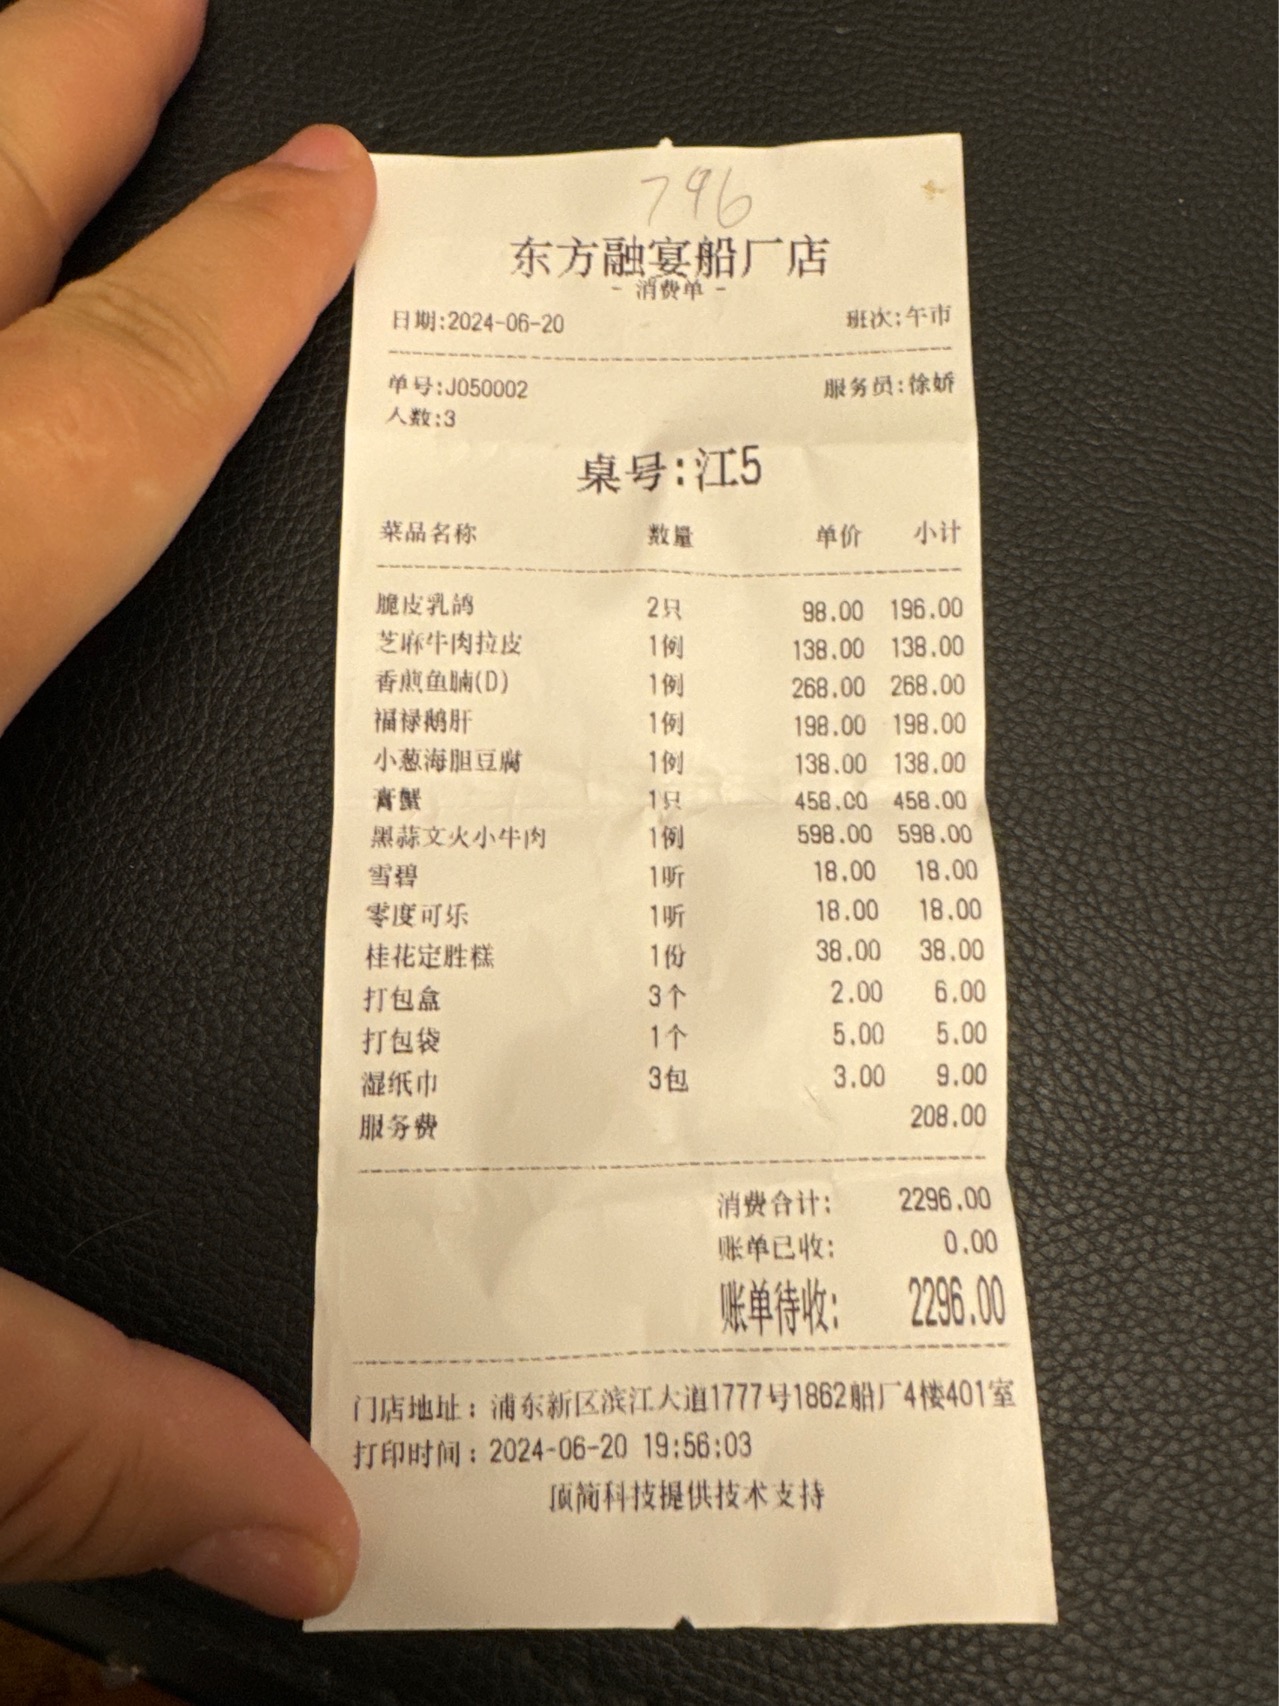 796
东方融宴船厂店
- 消费单 -
日期:2024-06-20 班次:午市
单号:J050002 服务员:徐娇
人数:3
桌号:江5
菜品名称 数量 单价 小计
脆皮乳鸽 2只 98.00 196.00
芝麻牛肉拉皮 1例 138.00 138.00
香煎鱼腩(D) 1例 268.00 268.00
福禄鹅肝 1例 198.00 198.00
小葱海胆豆腐 1例 138.00 138.00
膏蟹 1只 458.00 458.00
黑蒜文火小牛肉 1例 598.00 598.00
雪碧 1听 18.00 18.00
零度可乐 1听 18.00 18.00
桂花定胜糕 1份 38.00 38.00
打包盒 3个 2.00 6.00
打包袋 1个 5.00 5.00
湿纸巾 3包 3.00 9.00
服务费 208.00
消费合计: 2296.00
账单已收: 0.00
账单待收: 2296.00
门店地址: 浦东新区滨江大道1777号1862船厂4楼401室
打印时间: 2024-06-20 19:56:03
顶简科技提供技术支持